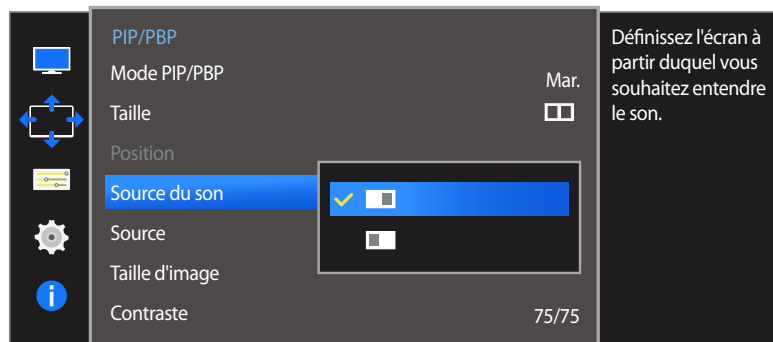 PIP/PBP
Mode PIP/PBP
Mar.
Taille
Position
Source du son
Source
Taille d'image
Contraste
75/75
Définissez l'écran à
partir duquel vous
souhaitez entendre
le son.